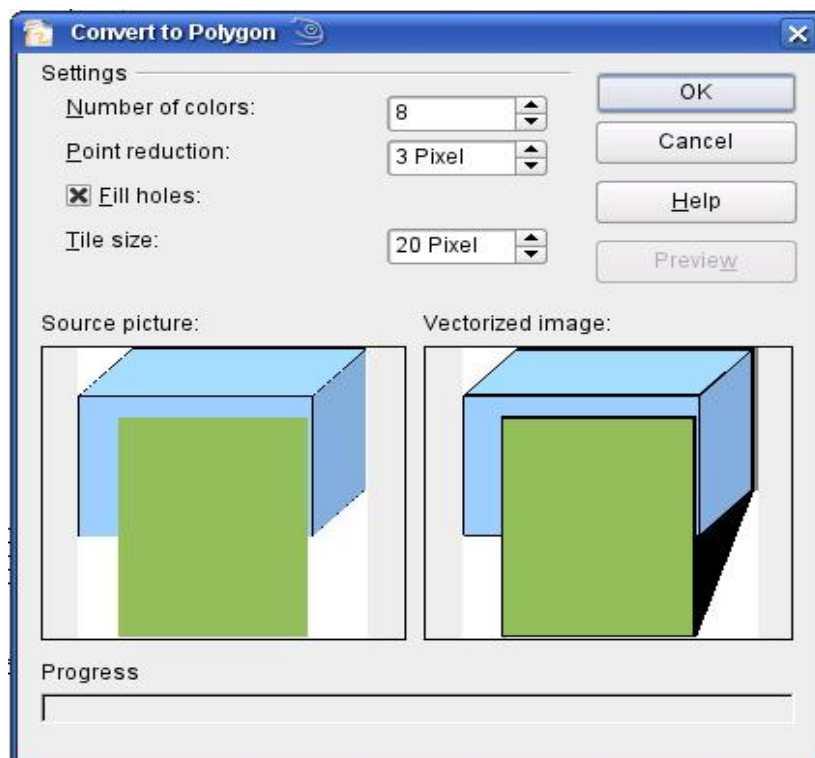 Convert to Polygon
Settings
Number of colors:
8
Point reduction:
3 Pixel
Fill holes:
Tile size:
20 Pixel
OK
Cancel
Help
Preview
Source picture:
Vectorized image:
Progress